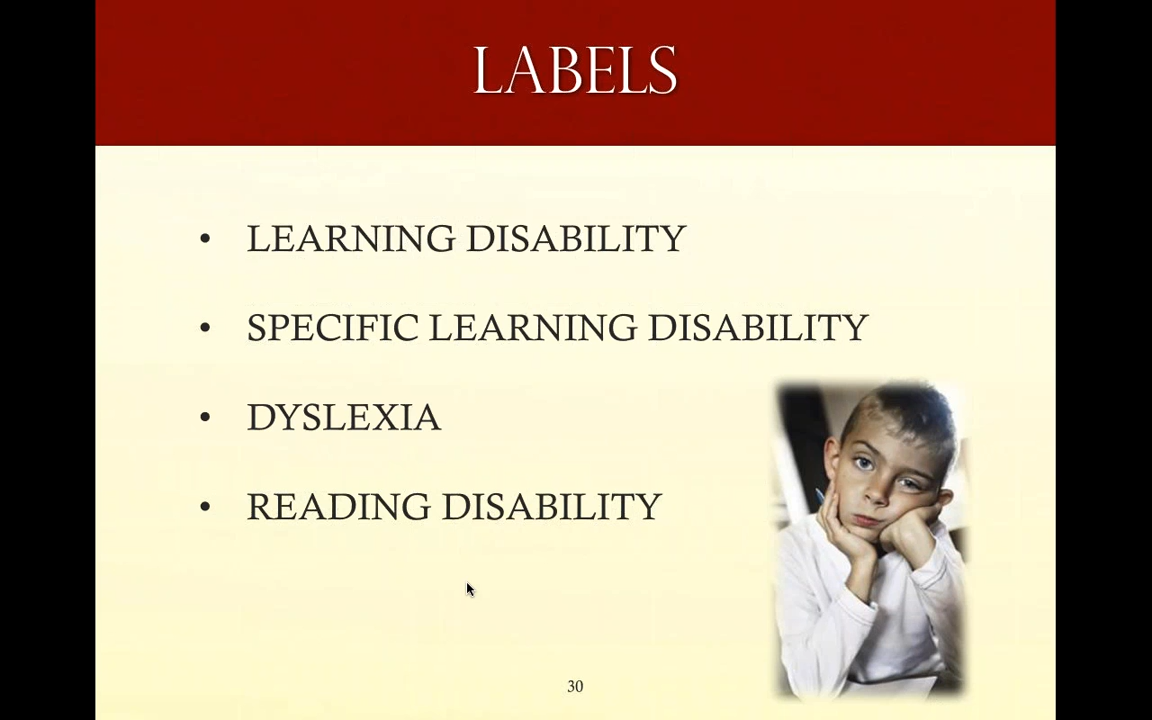 LABELS
• LEARNING DISABILITY
• SPECIFIC LEARNING DISABILITY
• DYSLEXIA
• READING DISABILITY
30